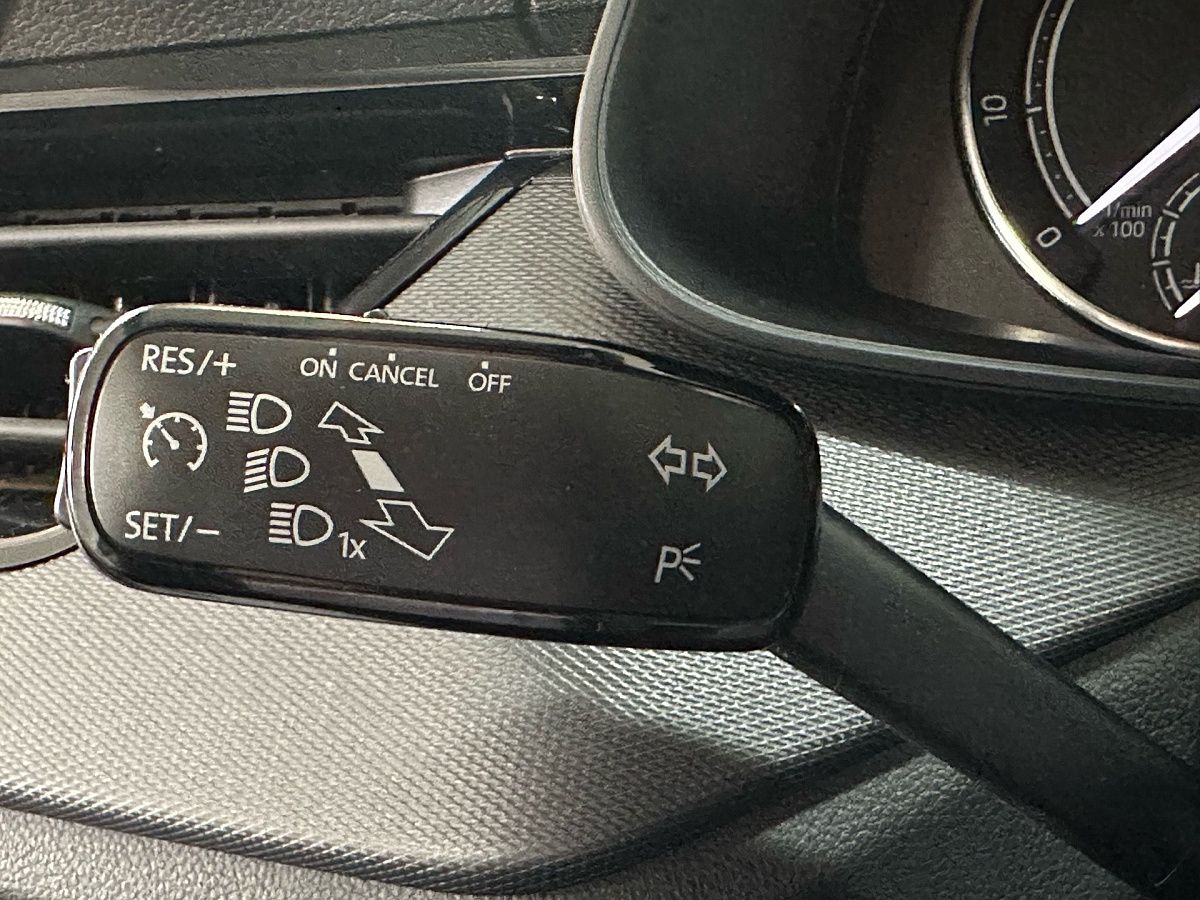 RES/+
ON CANCEL OFF
SET/−
1x
P
10
0
1/min
x 100